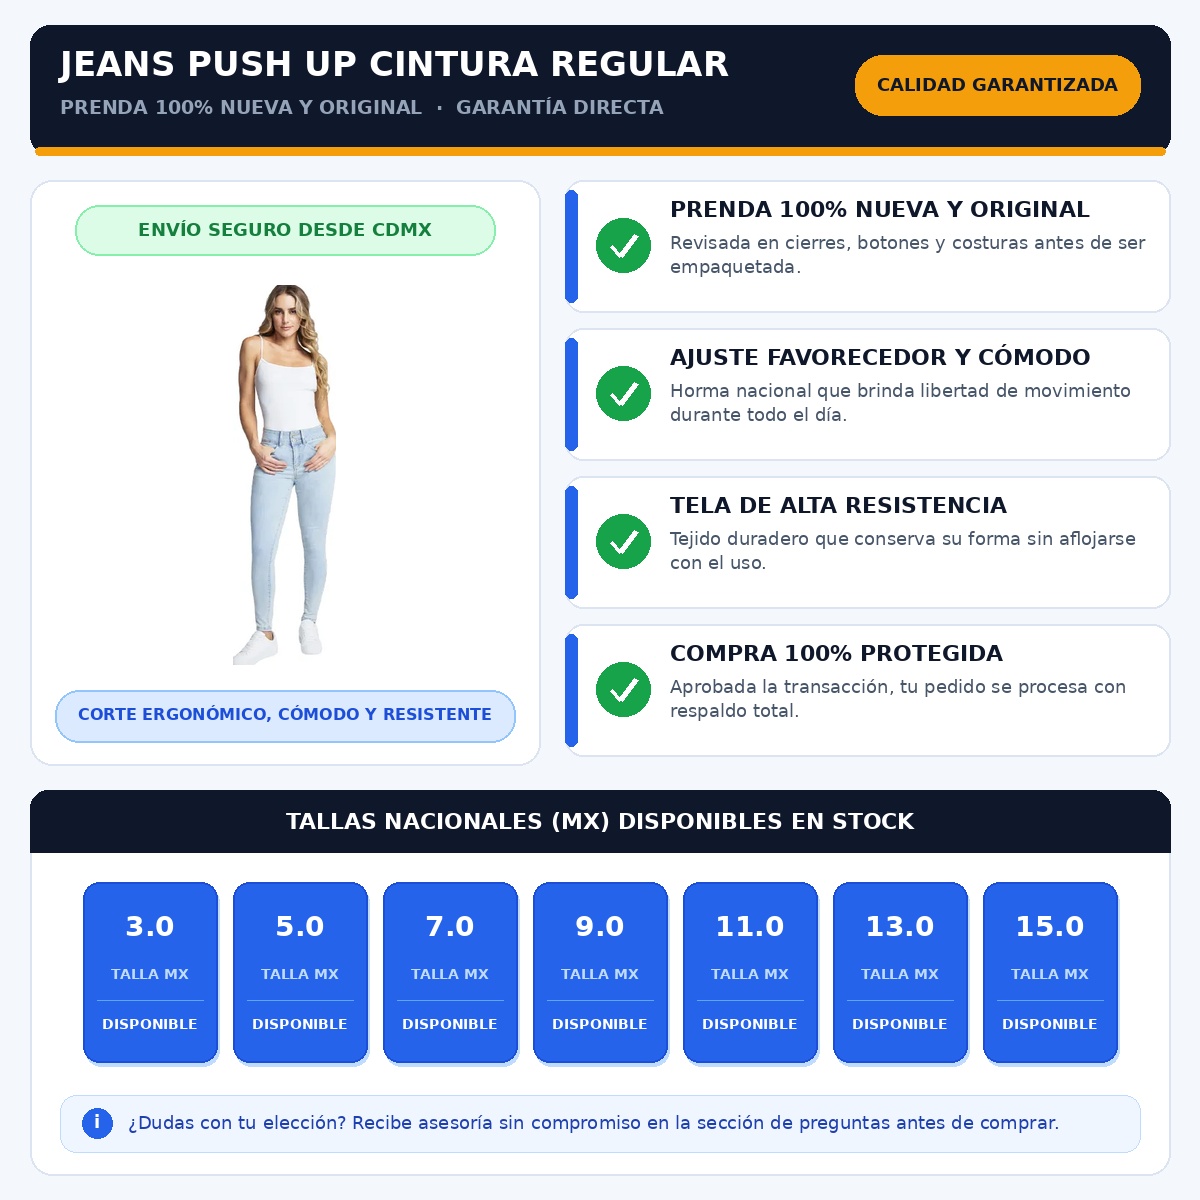 JEANS PUSH UP CINTURA REGULAR
PRENDA 100% NUEVA Y ORIGINAL · GARANTÍA DIRECTA
CALIDAD GARANTIZADA
ENVÍO SEGURO DESDE CDMX
CORTE ERGONÓMICO, CÓMODO Y RESISTENTE
PRENDA 100% NUEVA Y ORIGINAL
Revisada en cierres, botones y costuras antes de ser
empaquetada.
AJUSTE FAVORECEDOR Y CÓMODO
Horma nacional que brinda libertad de movimiento
durante todo el día.
TELA DE ALTA RESISTENCIA
Tejido duradero que conserva su forma sin aflojarse
con el uso.
COMPRA 100% PROTEGIDA
Aprobada la transacción, tu pedido se procesa con
respaldo total.
TALLAS NACIONALES (MX) DISPONIBLES EN STOCK
3.0
TALLA MX
DISPONIBLE
5.0
TALLA MX
DISPONIBLE
7.0
TALLA MX
DISPONIBLE
9.0
TALLA MX
DISPONIBLE
11.0
TALLA MX
DISPONIBLE
13.0
TALLA MX
DISPONIBLE
15.0
TALLA MX
DISPONIBLE
i ¿Dudas con tu elección? Recibe asesoría sin compromiso en la sección de preguntas antes de comprar.